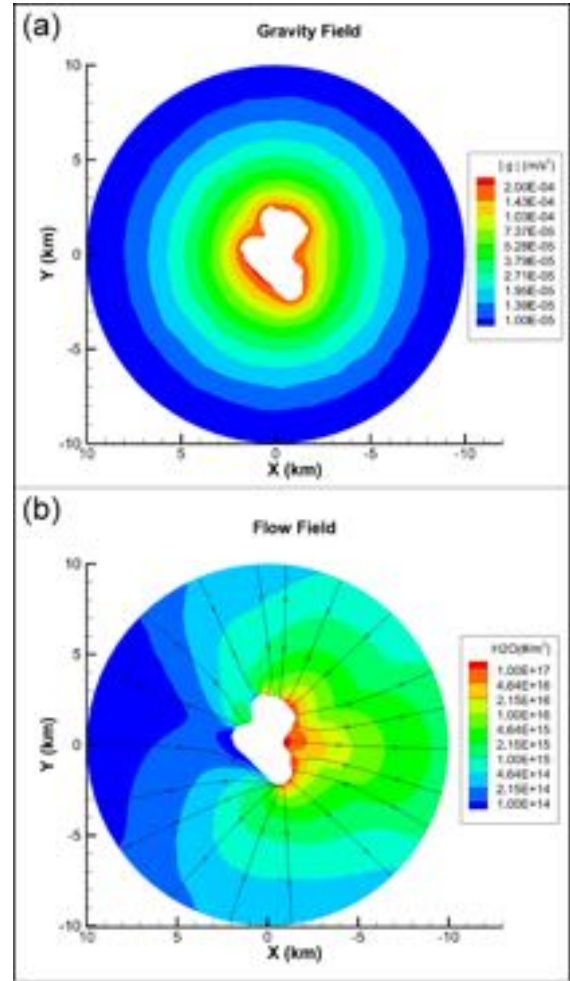 (a)
Gravity Field
10
5
0
-5
-10
Y (km)
10 5 0 -5 -10
X (km)
|g| (m/s²)
2.00E-04
1.43E-04
1.03E-04
7.37E-05
5.28E-05
3.79E-05
2.71E-05
1.95E-05
1.39E-05
1.00E-05
(b)
Flow Field
10
5
0
-5
-10
Y (km)
10 5 0 -5 -10
X (km)
H2O(#/m³)
1.00E+17
4.64E+16
2.15E+16
1.00E+16
4.64E+15
2.15E+15
1.00E+15
4.64E+14
2.15E+14
1.00E+14